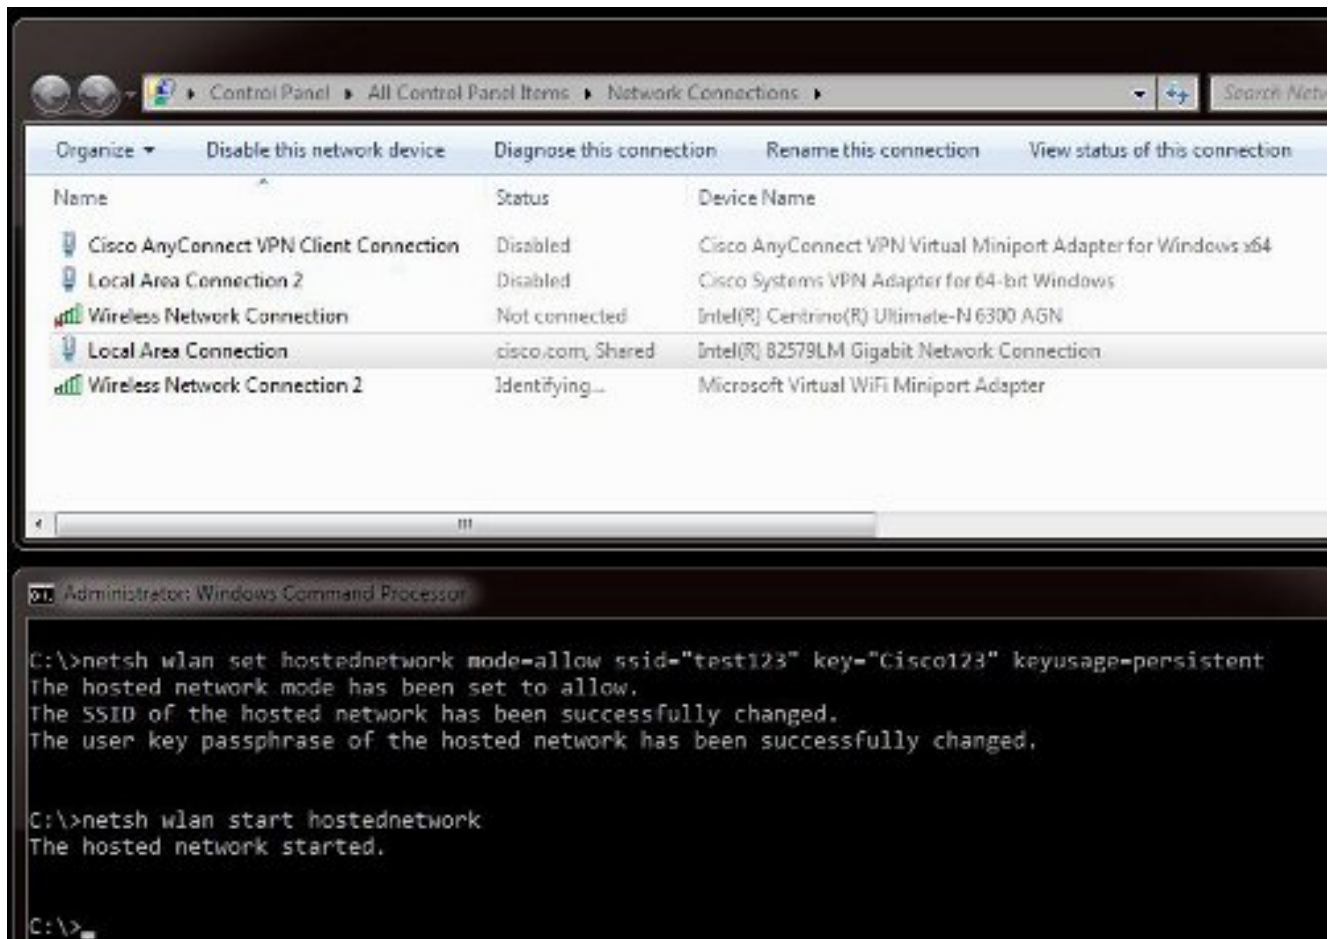 Control Panel ▸ All Control Panel Items ▸ Network Connections ▸ Search Netw
Organize Disable this network device Diagnose this connection Rename this connection View status of this connection
Name Status Device Name
Cisco AnyConnect VPN Client Connection Disabled Cisco AnyConnect VPN Virtual Miniport Adapter for Windows x64
Local Area Connection 2 Disabled Cisco Systems VPN Adapter for 64-bit Windows
Wireless Network Connection Not connected Intel(R) Centrino(R) Ultimate-N 6300 AGN
Local Area Connection cisco.com, Shared Intel(R) 82579LM Gigabit Network Connection
Wireless Network Connection 2 Identifying... Microsoft Virtual WiFi Miniport Adapter
Administrator: Windows Command Processor
C:\>netsh wlan set hostednetwork mode=allow ssid="test123" key="Cisco123" keyusage=persistent
The hosted network mode has been set to allow.
The SSID of the hosted network has been successfully changed.
The user key passphrase of the hosted network has been successfully changed.
C:\>netsh wlan start hostednetwork
The hosted network started.
C:\>_